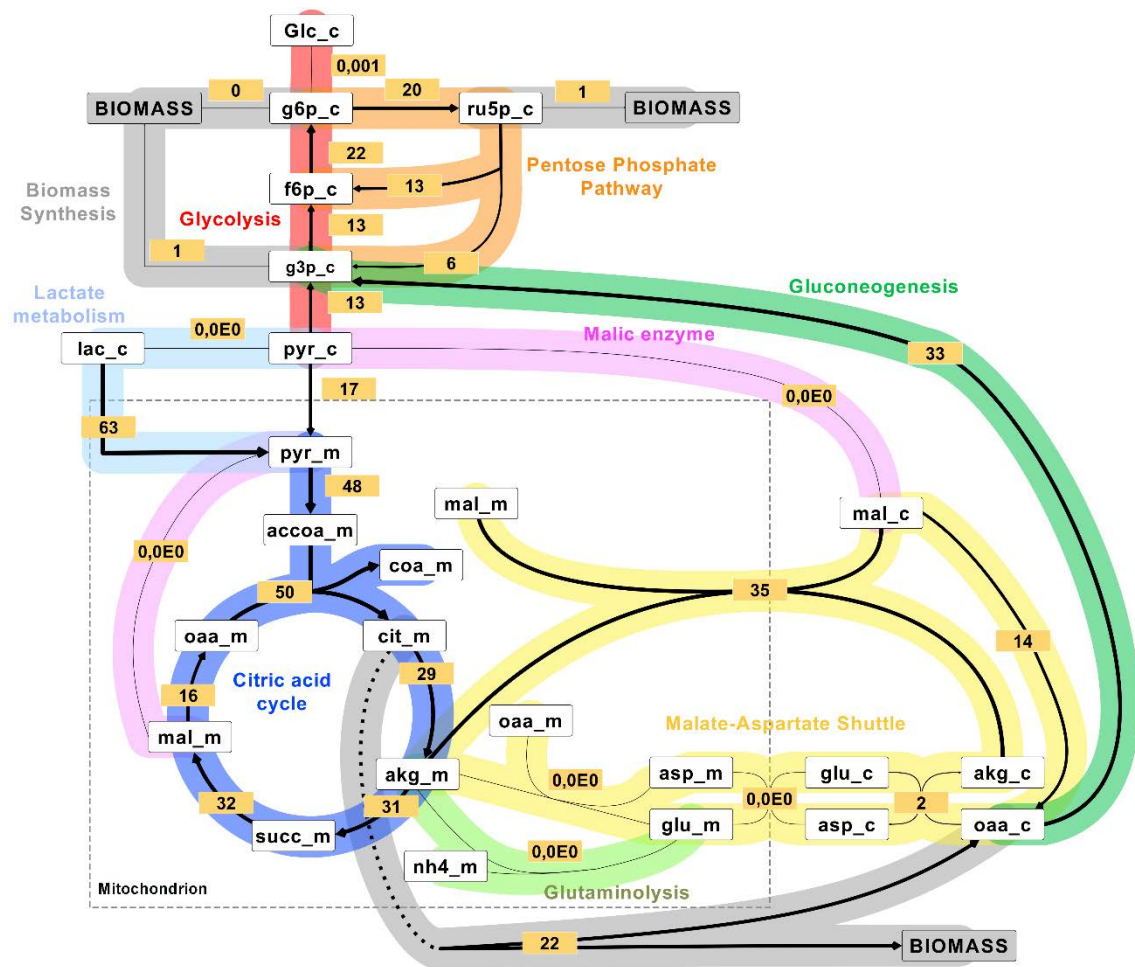 Glc_c
0,001
0
20
1
BIOMASS
g6p_c
ru5p_c
BIOMASS
22
Pentose Phosphate
Pathway
Biomass
Synthesis
f6p_c
13
Glycolysis
13
1
g3p_c
6
Lactate
metabolism
13
Gluconeogenesis
0,0E0
Malic enzyme
lac_c
pyr_c
33
17
0,0E0
63
pyr_m
48
mal_m
mal_c
accoa_m
0,0E0
coa_m
50
35
oaa_m
cit_m
29
14
Citric acid
cycle
16
oaa_m
Malate-Aspartate Shuttle
mal_m
akg_m
0,0E0
asp_m
glu_c
akg_c
32
31
0,0E0
2
succ_m
glu_m
asp_c
oaa_c
nh4_m
0,0E0
Mitochondrion
Glutaminolysis
22
BIOMASS